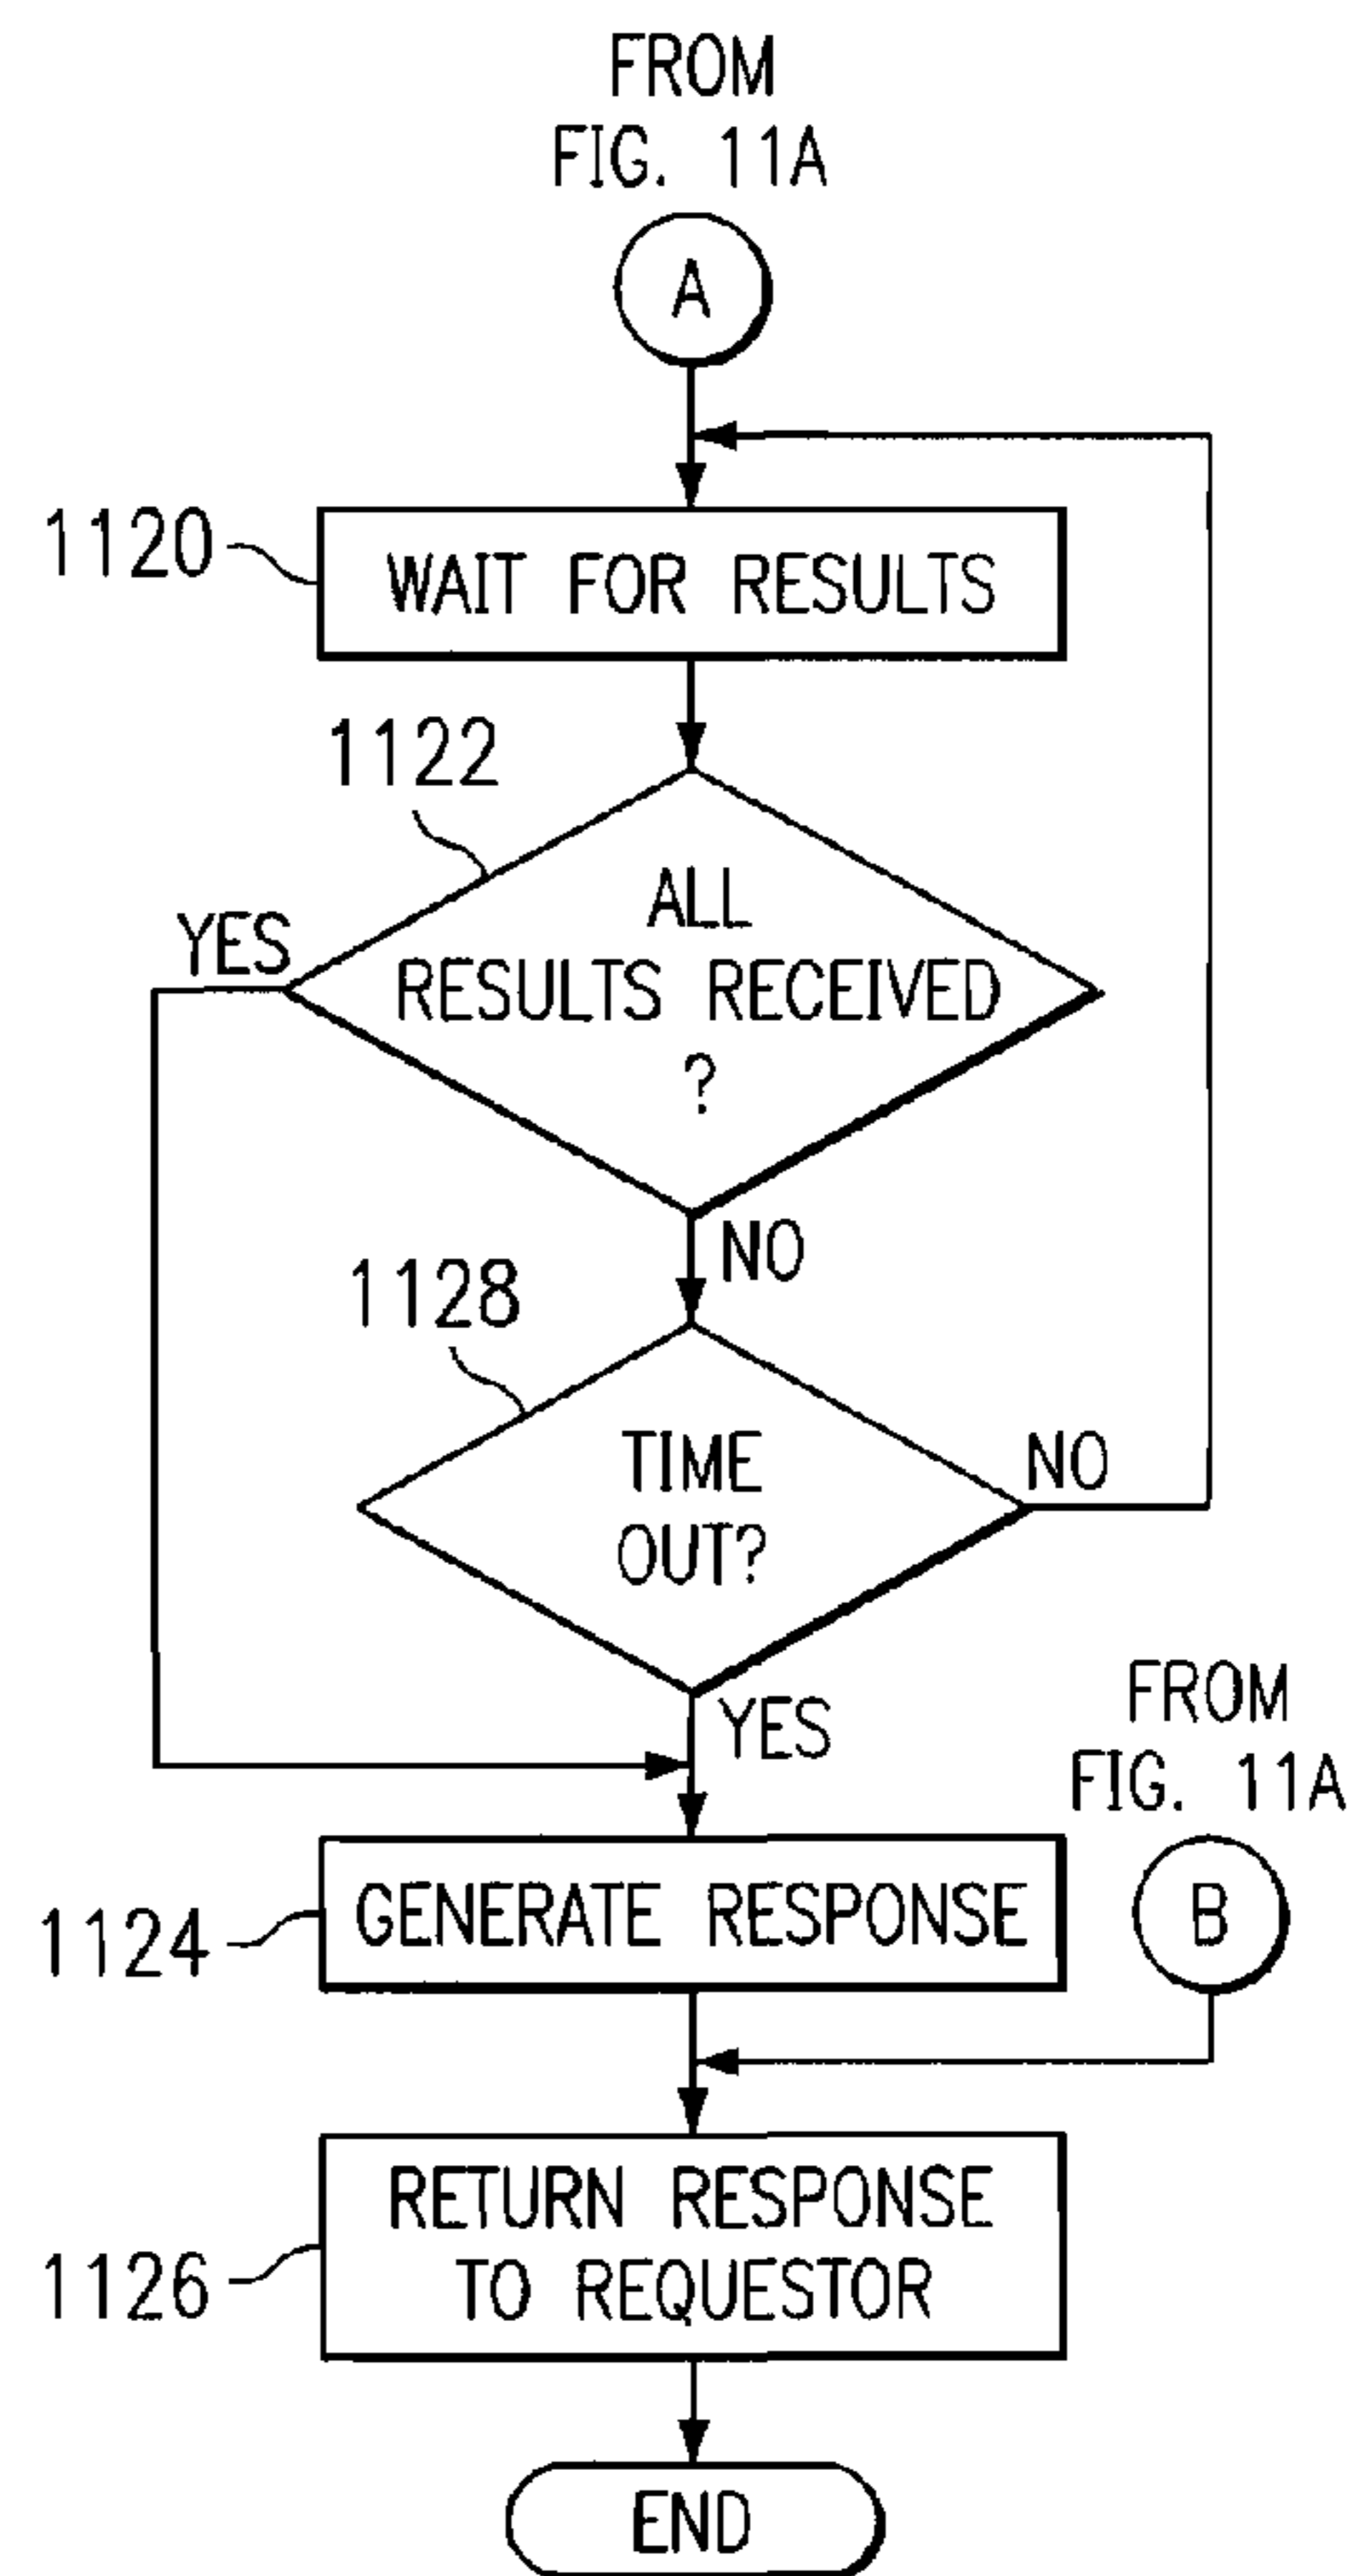 FROM
FIG. 11A
A
1120
WAIT FOR RESULTS
1122
YES
ALL
RESULTS RECEIVED
?
NO
1128
TIME
OUT?
NO
YES
FROM
FIG. 11A
B
1124
GENERATE RESPONSE
1126
RETURN RESPONSE
TO REQUESTOR
END